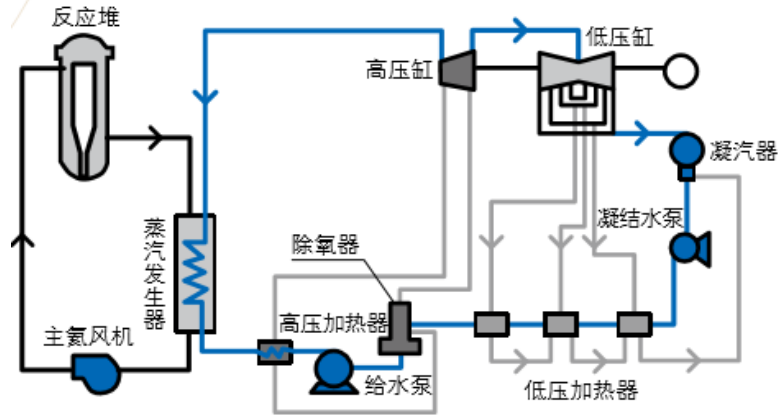 反应堆
低压缸
高压缸
凝汽器
蒸汽发生器
凝结水泵
除氧器
高压加热器
主氦风机
给水泵
低压加热器